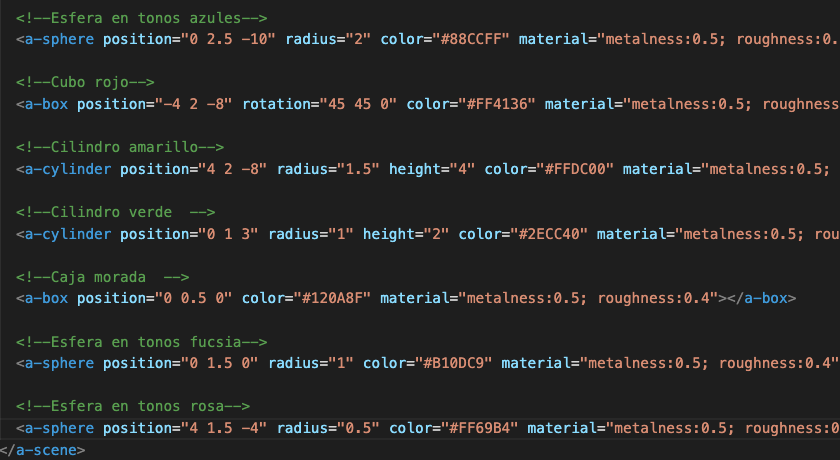 <!--Esfera en tonos azules-->
<a-sphere position="0 2.5 -10" radius="2" color="#88CCFF" material="metalness:0.5; roughness:0.
<!--Cubo rojo-->
<a-box position="-4 2 -8" rotation="45 45 0" color="#FF4136" material="metalness:0.5; roughness
<!--Cilindro amarillo-->
<a-cylinder position="4 2 -8" radius="1.5" height="4" color="#FFDC00" material="metalness:0.5;
<!--Cilindro verde  -->
<a-cylinder position="0 1 3" radius="1" height="2" color="#2ECC40" material="metalness:0.5; rou
<!--Caja morada  -->
<a-box position="0 0.5 0" color="#120A8F" material="metalness:0.5; roughness:0.4"></a-box>
<!--Esfera en tonos fucsia-->
<a-sphere position="0 1.5 0" radius="1" color="#B10DC9" material="metalness:0.5; roughness:0.4"
<!--Esfera en tonos rosa-->
<a-sphere position="4 1.5 -4" radius="0.5" color="#FF69B4" material="metalness:0.5; roughness:0
</a-scene>